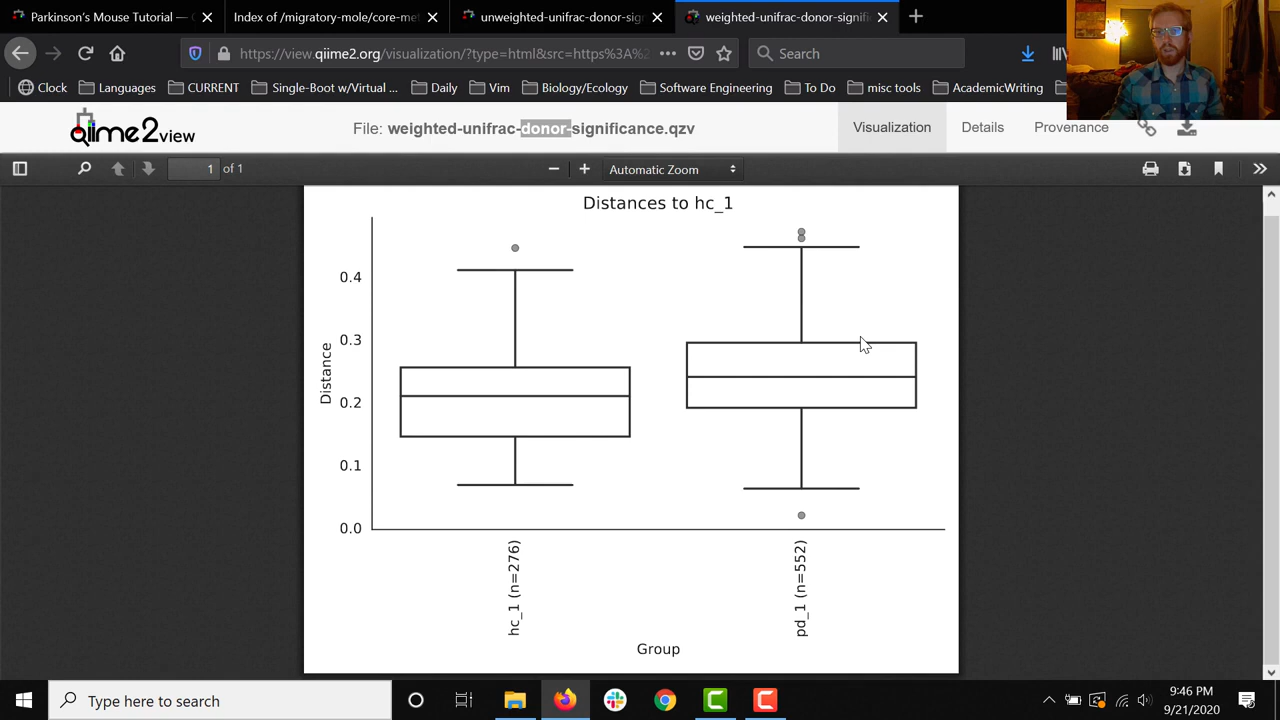 Parkinson's Mouse Tutorial —
Index of /migratory-mole/core-met
unweighted-unifrac-donor-sig
weighted-unifrac-donor-signifi
https://view.qiime2.org/visualization/?type=html&src=https%3A%
Search
Clock
Languages
CURRENT
Single-Boot w/Virtual ...
Daily
Vim
Biology/Ecology
Software Engineering
To Do
misc tools
AcademicWriting
qiime2view
File: weighted-unifrac-donor-significance.qzv
Visualization
Details
Provenance
1 of 1
Automatic Zoom
Distances to hc_1
Distance
0.4
0.3
0.2
0.1
0.0
hc_1 (n=276)
pd_1 (n=552)
Group
Type here to search
9:46 PM
9/21/2020